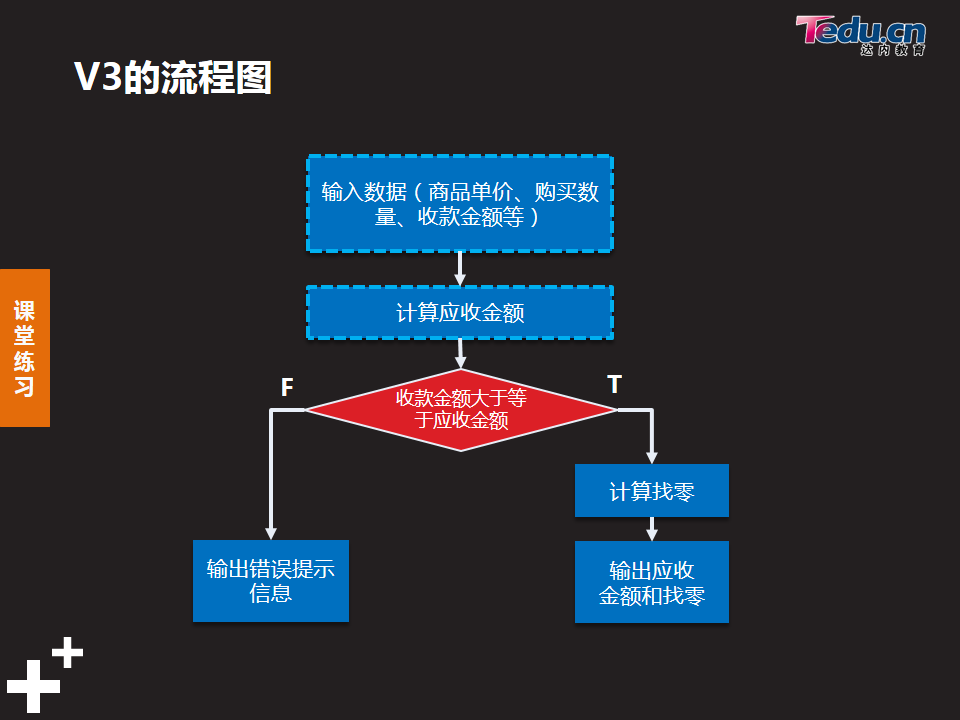 Tedu.cn
达内教育
V3的流程图
输入数据（商品单价、购买数
量、收款金额等）
计算应收金额
课
堂
练
习
F
T
收款金额大于等
于应收金额
计算找零
输出错误提示
信息
输出应收
金额和找零